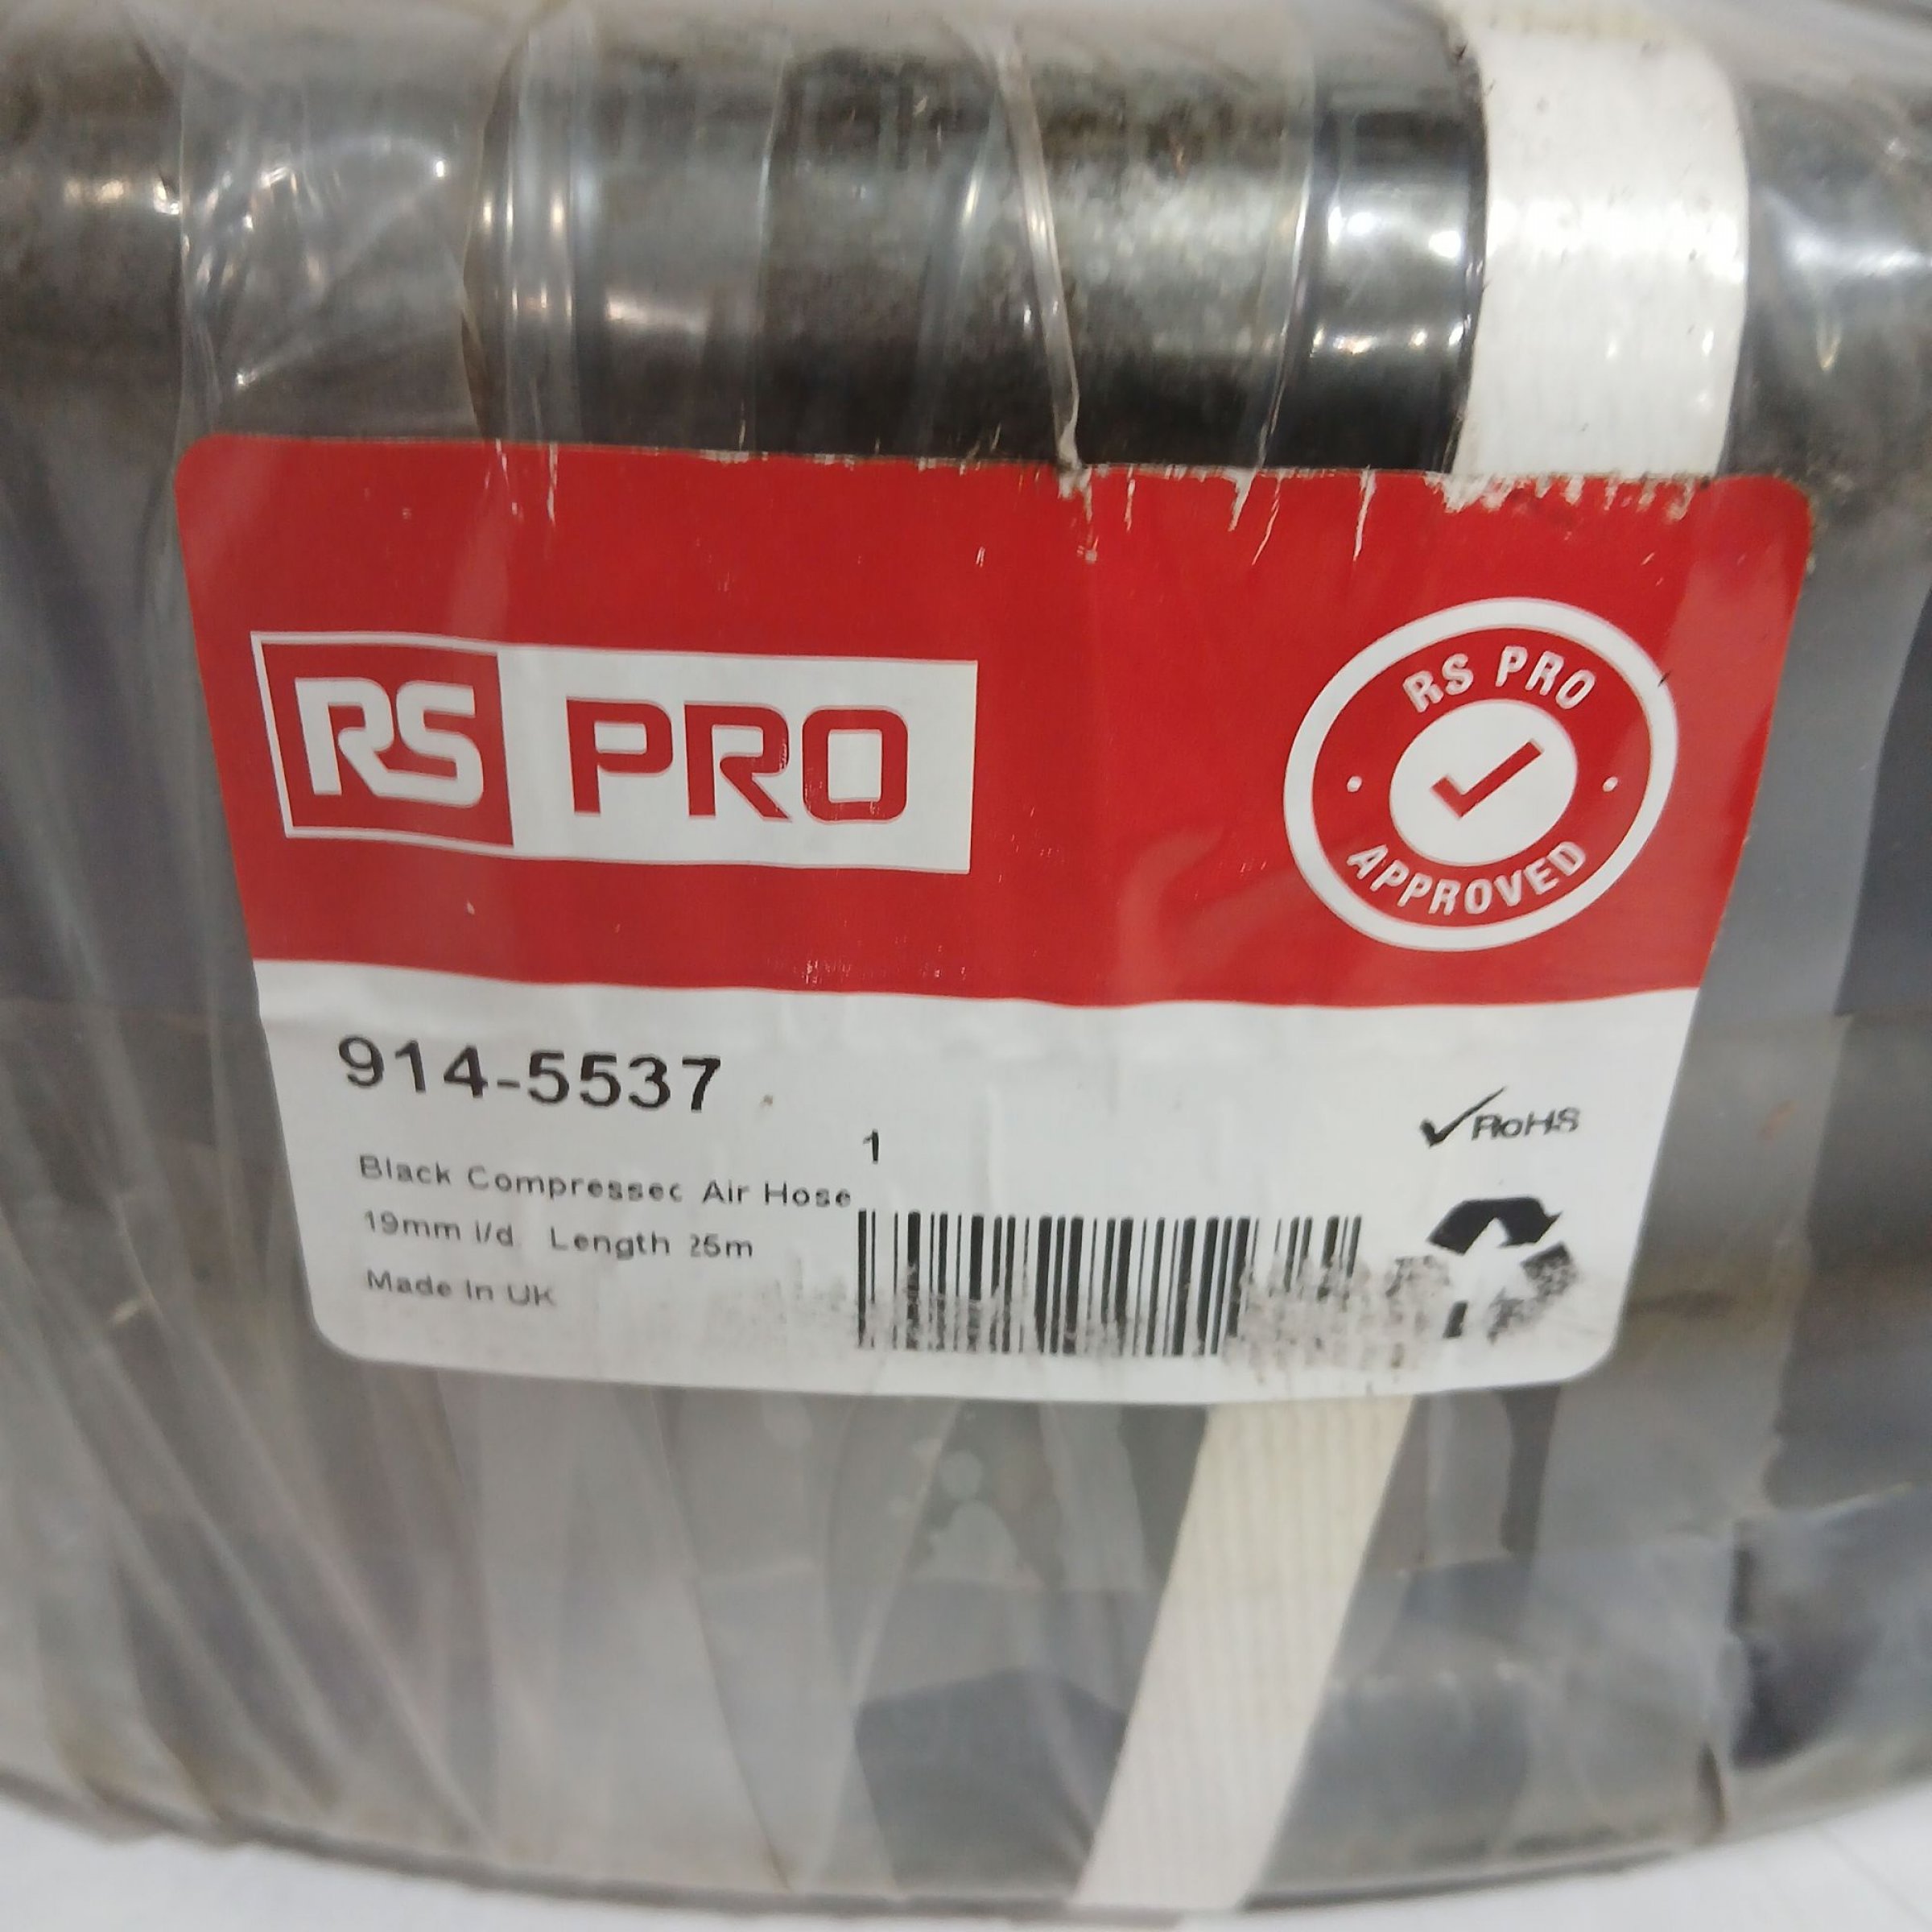 RS PRO
RS PRO
APPROVED
914-5537
1
RoHS
Black Compressec Air Hose
19mm i/d Length 25m
Made In UK